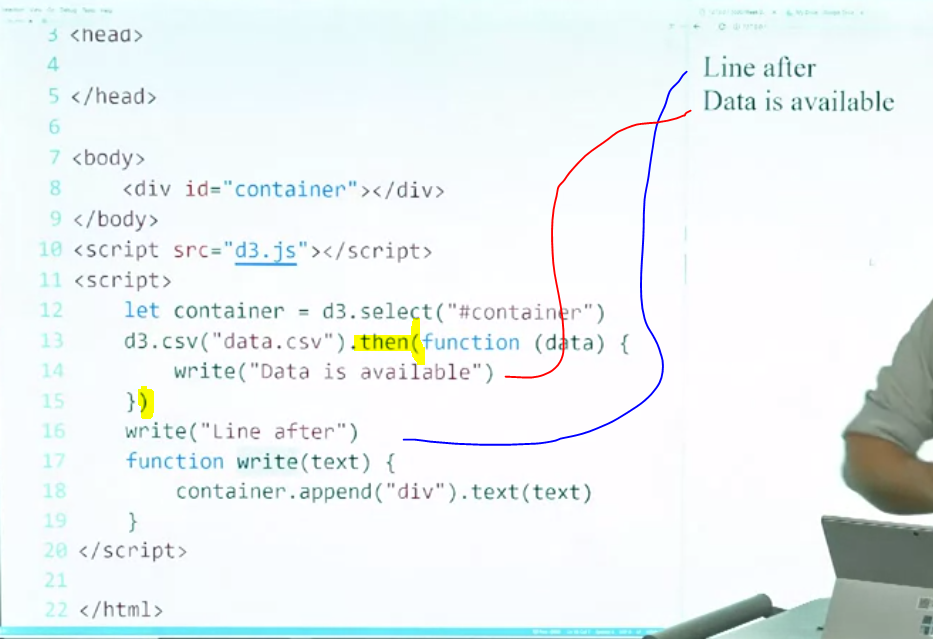 3 <head>
4
5 </head>
6
7 <body>
8 <div id="container"></div>
9 </body>
10 <script src="d3.js"></script>
11 <script>
12 let container = d3.select("#container")
13 d3.csv("data.csv").then(function (data) {
14 write("Data is available")
15 })
16 write("Line after")
17 function write(text) {
18 container.append("div").text(text)
19 }
20 </script>
21
22 </html>
Line after
Data is available